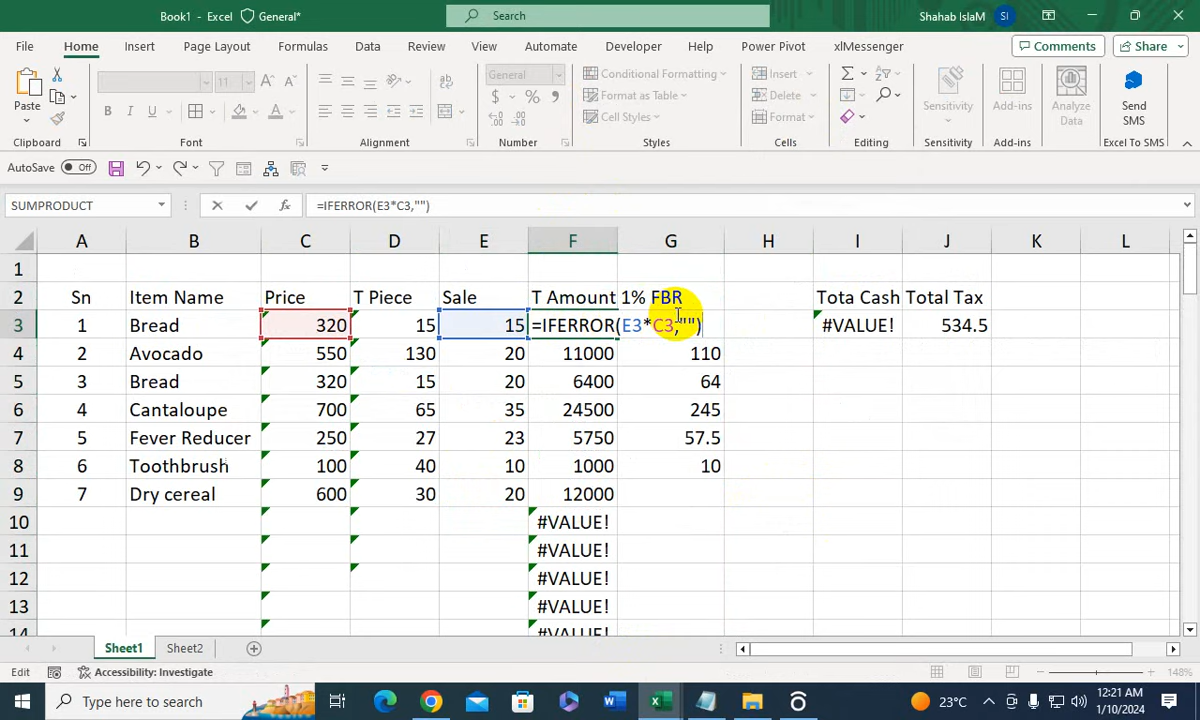 Book1 - Excel General*
Search
Shahab IslaM SI
File Home Insert Page Layout Formulas Data Review View Automate Developer Help Power Pivot xlMessenger
Comments Share
Paste
11
B I U
A A
General
$ % 9
Conditional Formatting
Format as Table
Cell Styles
Insert
Delete
Format
Sensitivity
Add-ins
Analyze Data
Send SMS
Clipboard Font Alignment Number Styles Cells Editing Sensitivity Add-ins Excel To SMS
AutoSave Off
SUMPRODUCT fx =IFERROR(E3*C3,"")
A B C D E F G H I J K L
1
2 Sn Item Name Price T Piece Sale T Amount 1% FBR Tota Cash Total Tax
3 1 Bread 320 15 15 =IFERROR(E3*C3,"") #VALUE! 534.5
4 2 Avocado 550 130 20 11000 110
5 3 Bread 320 15 20 6400 64
6 4 Cantaloupe 700 65 35 24500 245
7 5 Fever Reducer 250 27 23 5750 57.5
8 6 Toothbrush 100 40 10 1000 10
9 7 Dry cereal 600 30 20 12000
10 #VALUE!
11 #VALUE!
12 #VALUE!
13 #VALUE!
14 #VALUE!
Sheet1 Sheet2
Edit Accessibility: Investigate 148%
Type here to search
23°C
12:21 AM
1/10/2024